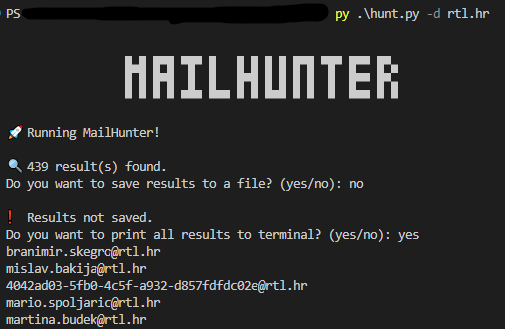 PS py .\hunt.py -d rtl.hr
MAILHUNTER
🚀 Running MailHunter!
🔍 439 result(s) found.
Do you want to save results to a file? (yes/no): no
❗ Results not saved.
Do you want to print all results to terminal? (yes/no): yes
branimir.skegro@rtl.hr
mislav.bakija@rtl.hr
4042ad03-5fb0-4c5f-a932-d857fdfdc02e@rtl.hr
mario.spoljaric@rtl.hr
martina.budek@rtl.hr